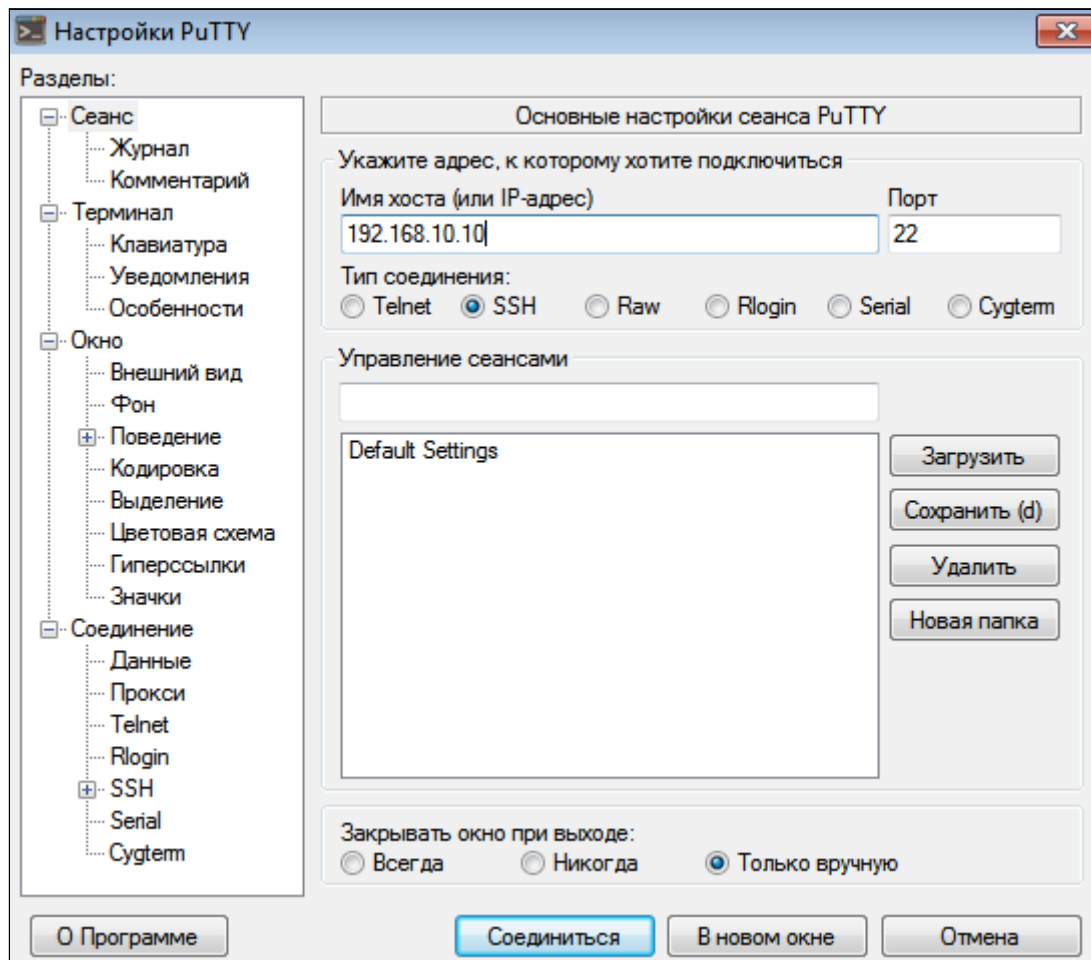 Настройки PuTTY
Разделы:
Сеанс
Журнал
Комментарий
Терминал
Клавиатура
Уведомления
Особенности
Окно
Внешний вид
Фон
Поведение
Кодировка
Выделение
Цветовая схема
Гиперссылки
Значки
Соединение
Данные
Прокси
Telnet
Rlogin
SSH
Serial
Cygterm
Основные настройки сеанса PuTTY
Укажите адрес, к которому хотите подключиться
Имя хоста (или IP-адрес) Порт
192.168.10.10 22
Тип соединения:
Telnet SSH Raw Rlogin Serial Cygterm
Управление сеансами
Default Settings
Загрузить
Сохранить (d)
Удалить
Новая папка
Закрывать окно при выходе:
Всегда Никогда Только вручную
О Программе Соединиться В новом окне Отмена